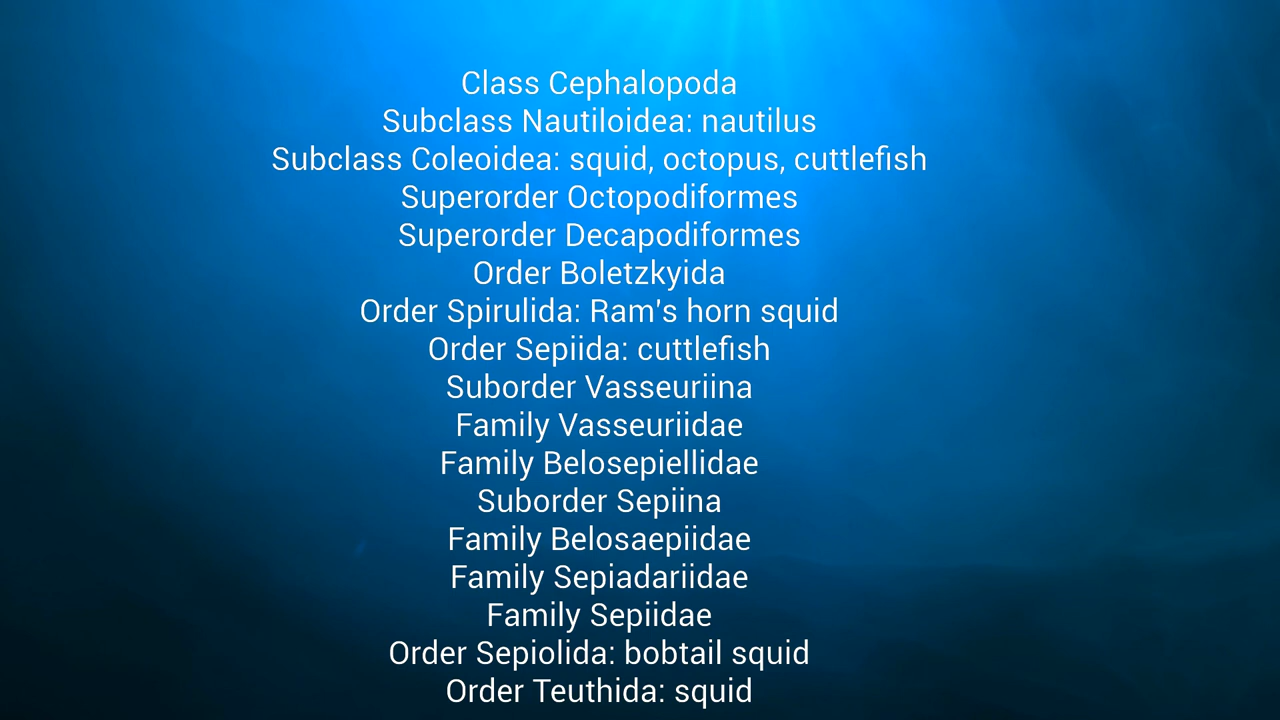 Class Cephalopoda
Subclass Nautiloidea: nautilus
Subclass Coleoidea: squid, octopus, cuttlefish
Superorder Octopodiformes
Superorder Decapodiformes
Order Boletzkyida
Order Spirulida: Ram's horn squid
Order Sepiida: cuttlefish
Suborder Vasseuriina
Family Vasseuriidae
Family Belosepiellidae
Suborder Sepiina
Family Belosaepiidae
Family Sepiadariidae
Family Sepiidae
Order Sepiolida: bobtail squid
Order Teuthida: squid